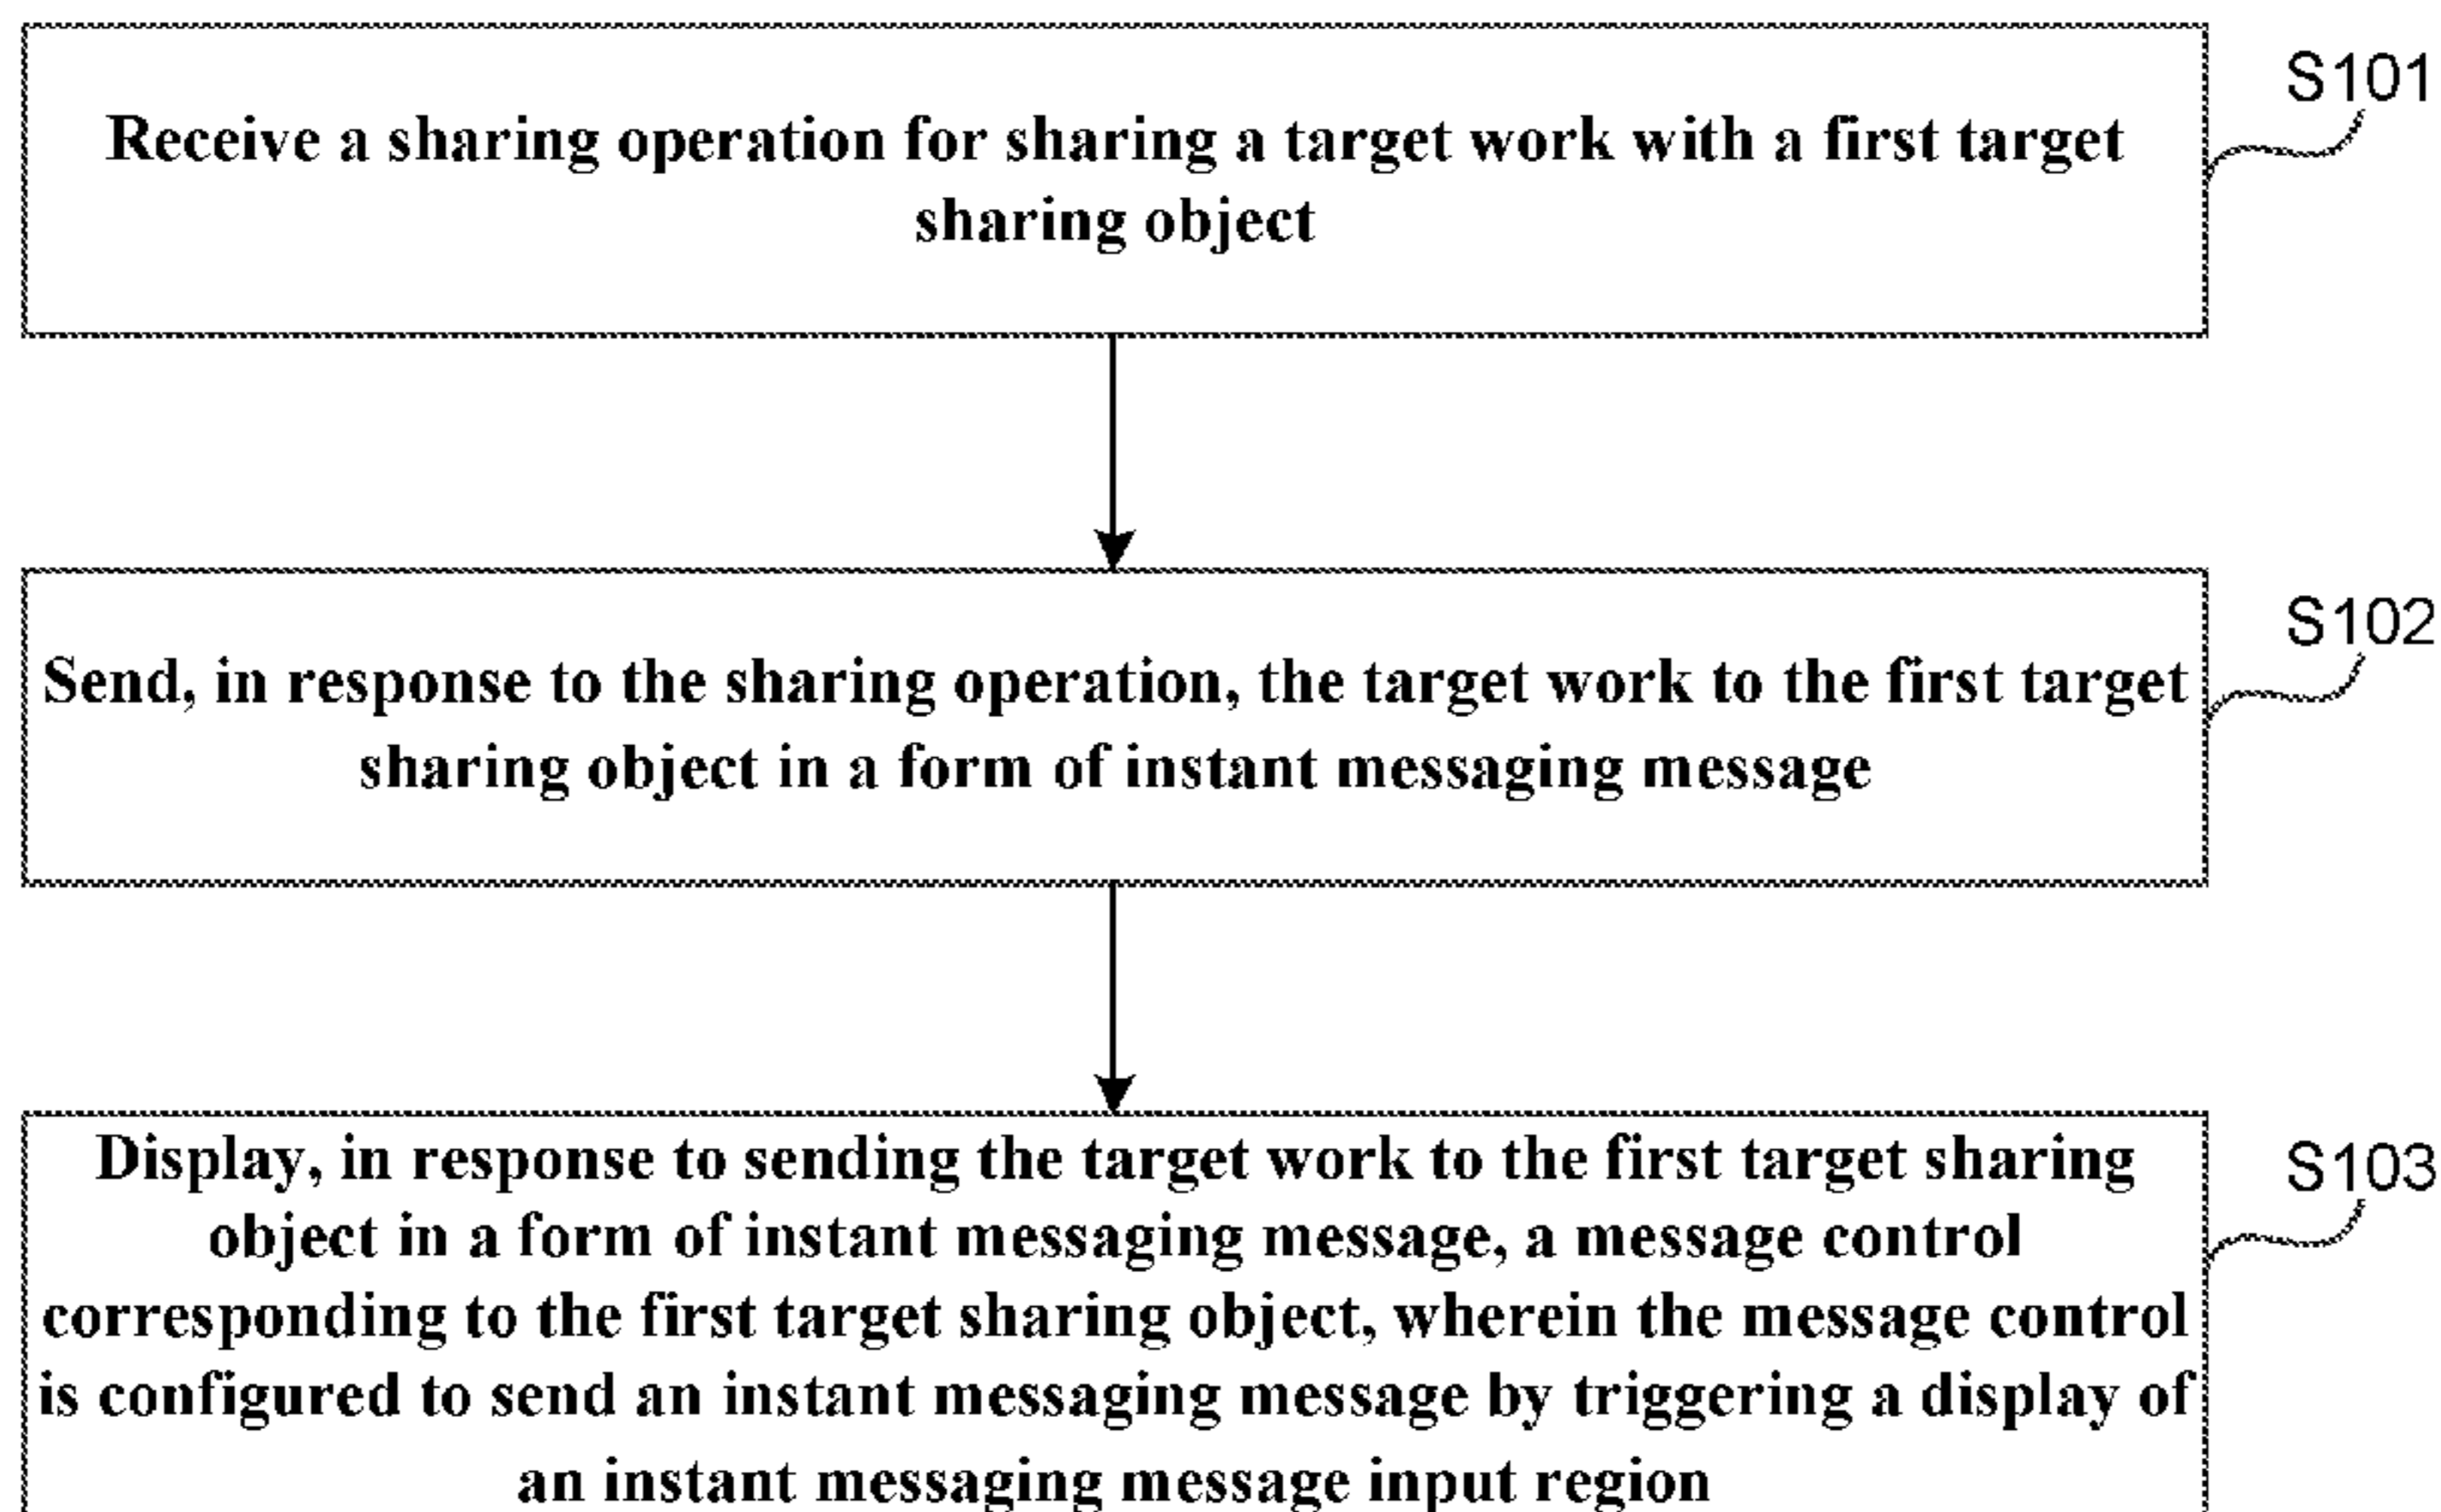 Receive a sharing operation for sharing a target work with a first target
sharing object
S101
Send, in response to the sharing operation, the target work to the first target
sharing object in a form of instant messaging message
S102
Display, in response to sending the target work to the first target sharing
object in a form of instant messaging message, a message control
corresponding to the first target sharing object, wherein the message control
is configured to send an instant messaging message by triggering a display of
an instant messaging message input region
S103